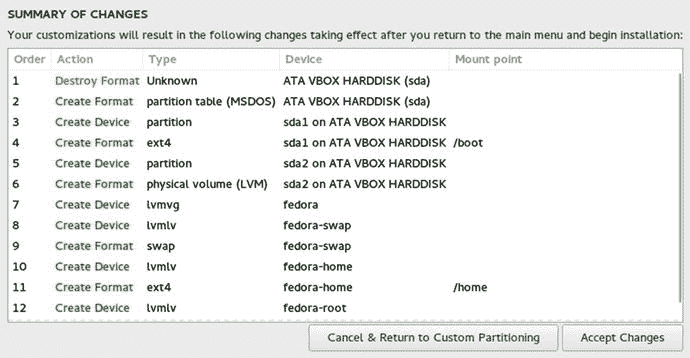 SUMMARY OF CHANGES
Your customizations will result in the following changes taking effect after you return to the main menu and begin installation:
Order Action Type Device Mount point
1 Destroy Format Unknown ATA VBOX HARDDISK (sda)
2 Create Format partition table (MSDOS) ATA VBOX HARDDISK (sda)
3 Create Device partition sda1 on ATA VBOX HARDDISK
4 Create Format ext4 sda1 on ATA VBOX HARDDISK /boot
5 Create Device partition sda2 on ATA VBOX HARDDISK
6 Create Format physical volume (LVM) sda2 on ATA VBOX HARDDISK
7 Create Device lvmvg fedora
8 Create Device lvmlv fedora-swap
9 Create Format swap fedora-swap
10 Create Device lvmlv fedora-home
11 Create Format ext4 fedora-home /home
12 Create Device lvmlv fedora-root
Cancel & Return to Custom Partitioning Accept Changes